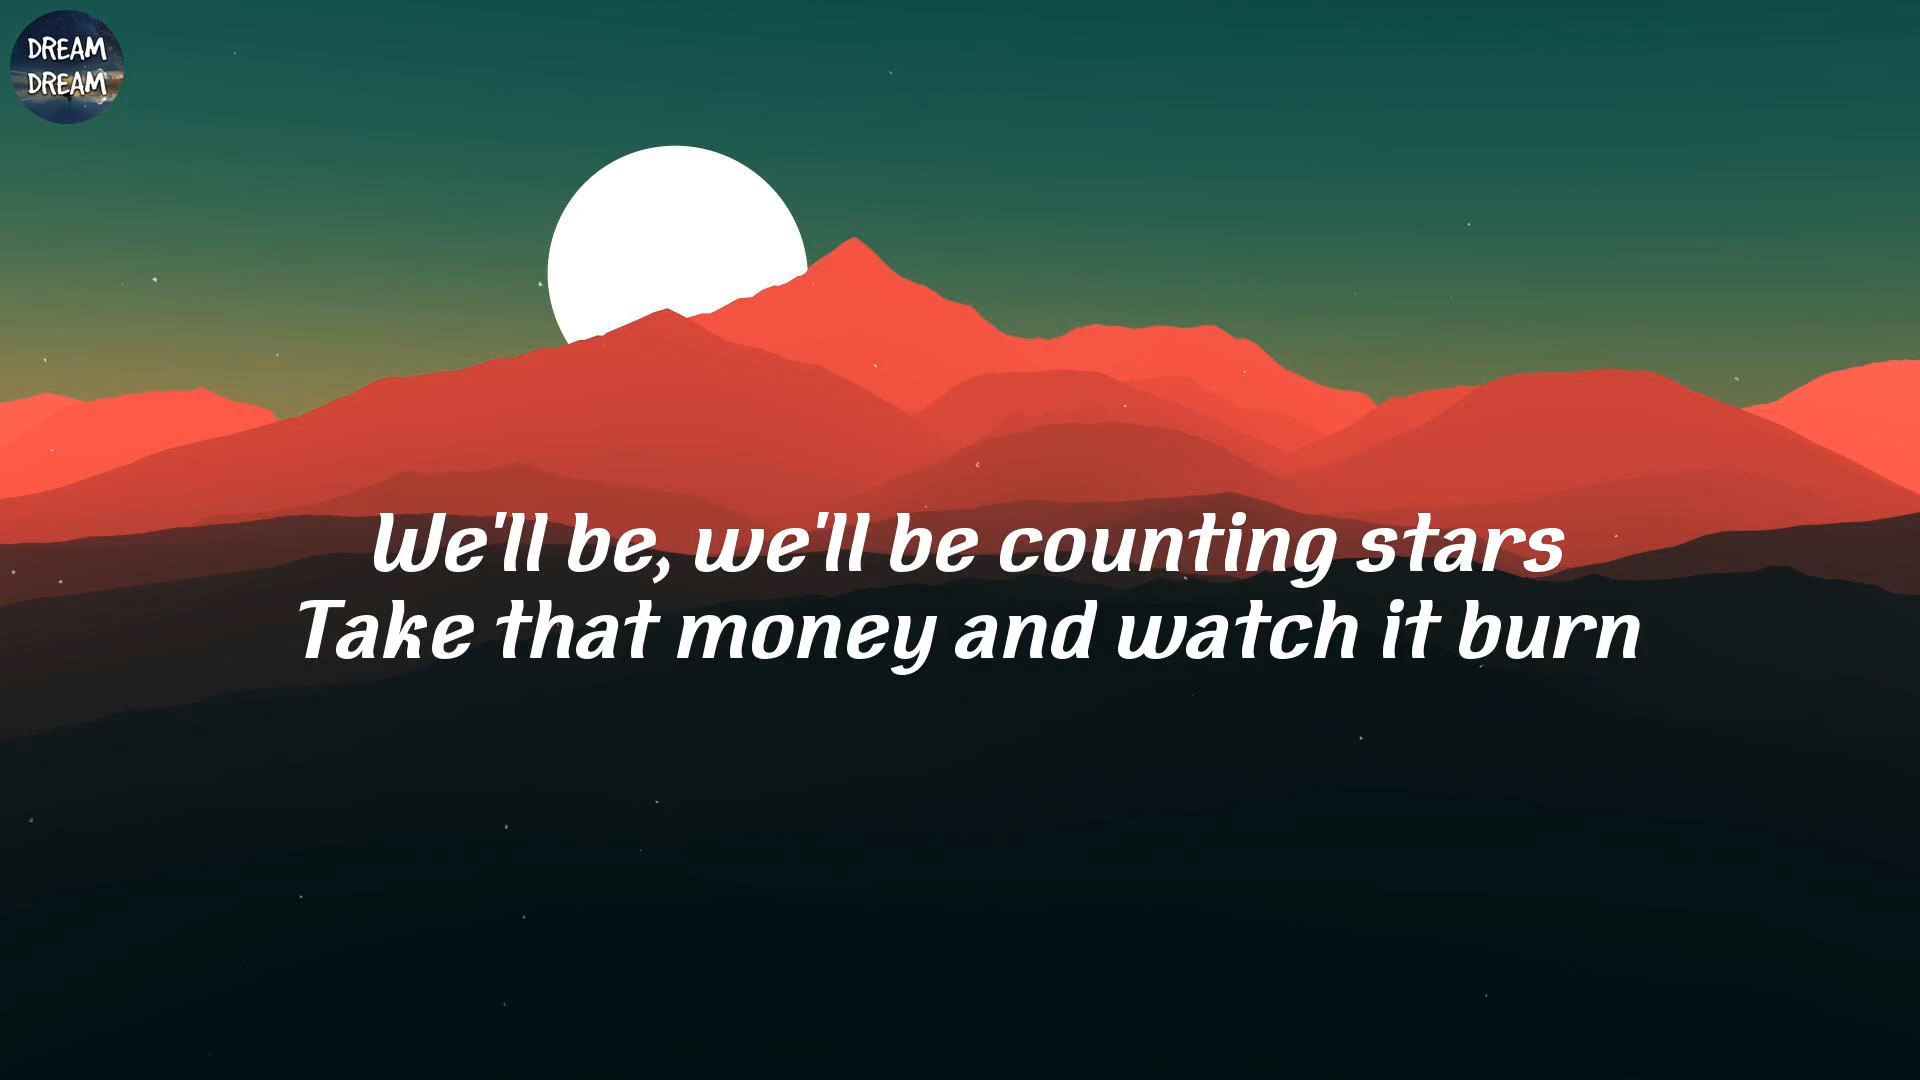 DREAM
DREAM
We'll be, we'll be counting stars
Take that money and watch it burn